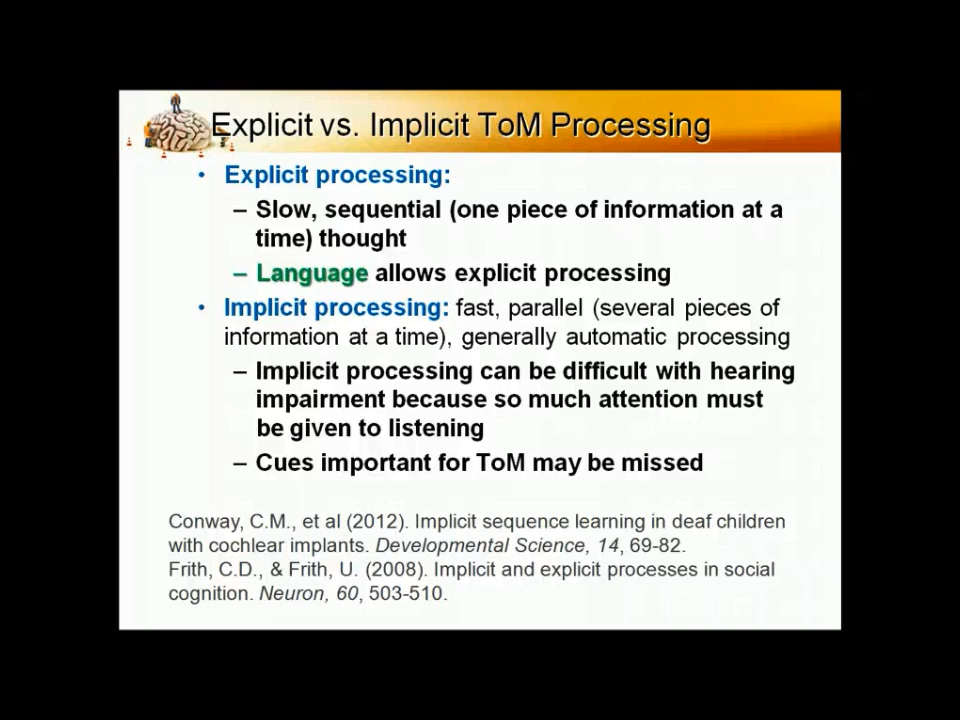 Explicit vs. Implicit ToM Processing
• Explicit processing:
– Slow, sequential (one piece of information at a
time) thought
– Language allows explicit processing
• Implicit processing: fast, parallel (several pieces of
information at a time), generally automatic processing
– Implicit processing can be difficult with hearing
impairment because so much attention must
be given to listening
– Cues important for ToM may be missed
Conway, C.M., et al (2012). Implicit sequence learning in deaf children
with cochlear implants. Developmental Science, 14, 69-82.
Frith, C.D., & Frith, U. (2008). Implicit and explicit processes in social
cognition. Neuron, 60, 503-510.